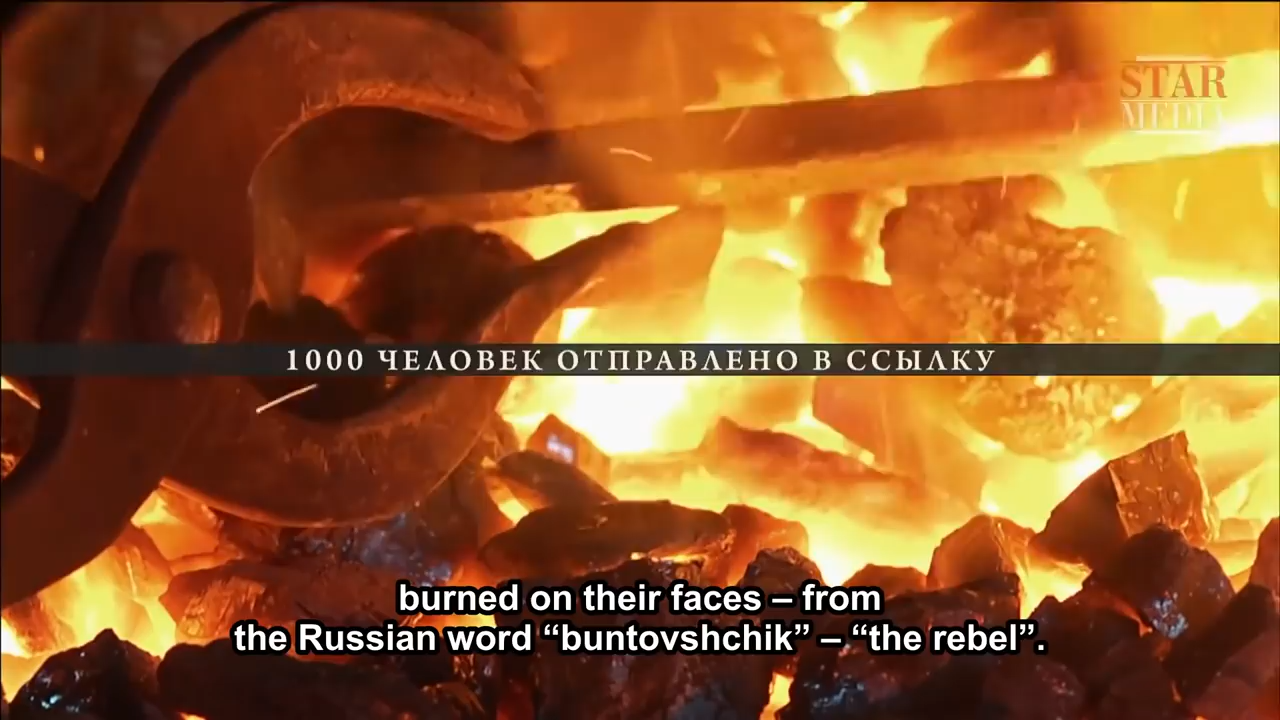 STAR
MEDIA
1000 ЧЕЛОВЕК ОТПРАВЛЕНО В ССЫЛКУ
burned on their faces – from
the Russian word “buntovshchik” – “the rebel”.